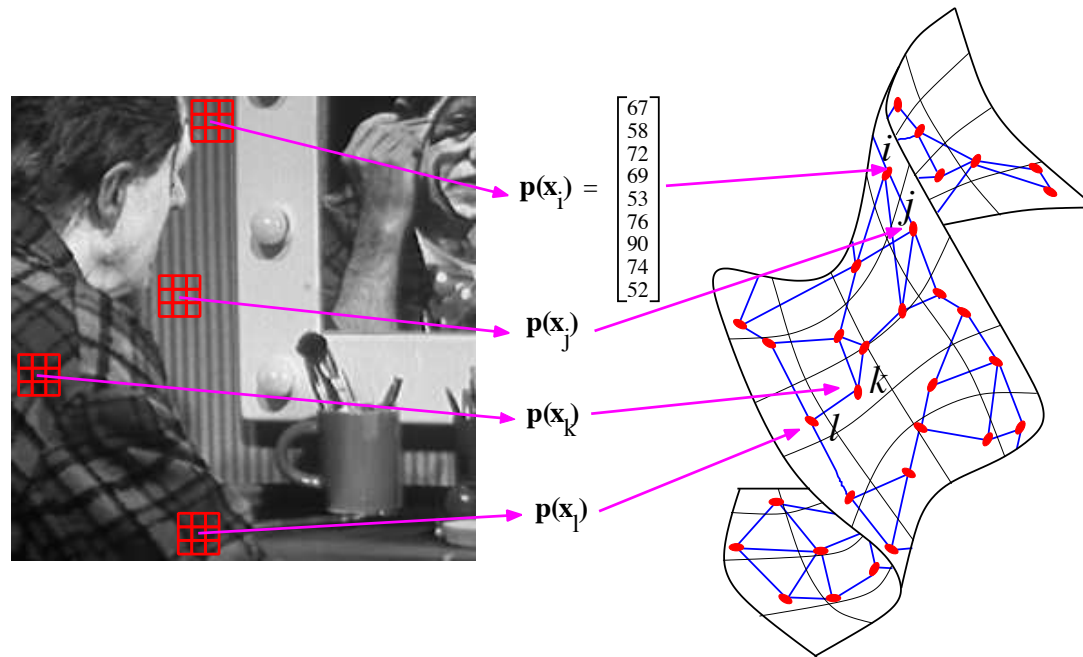 p(x_i) =
67
58
72
69
53
76
90
74
52
p(x_j)
p(x_k)
p(x_l)
i
j
k
l